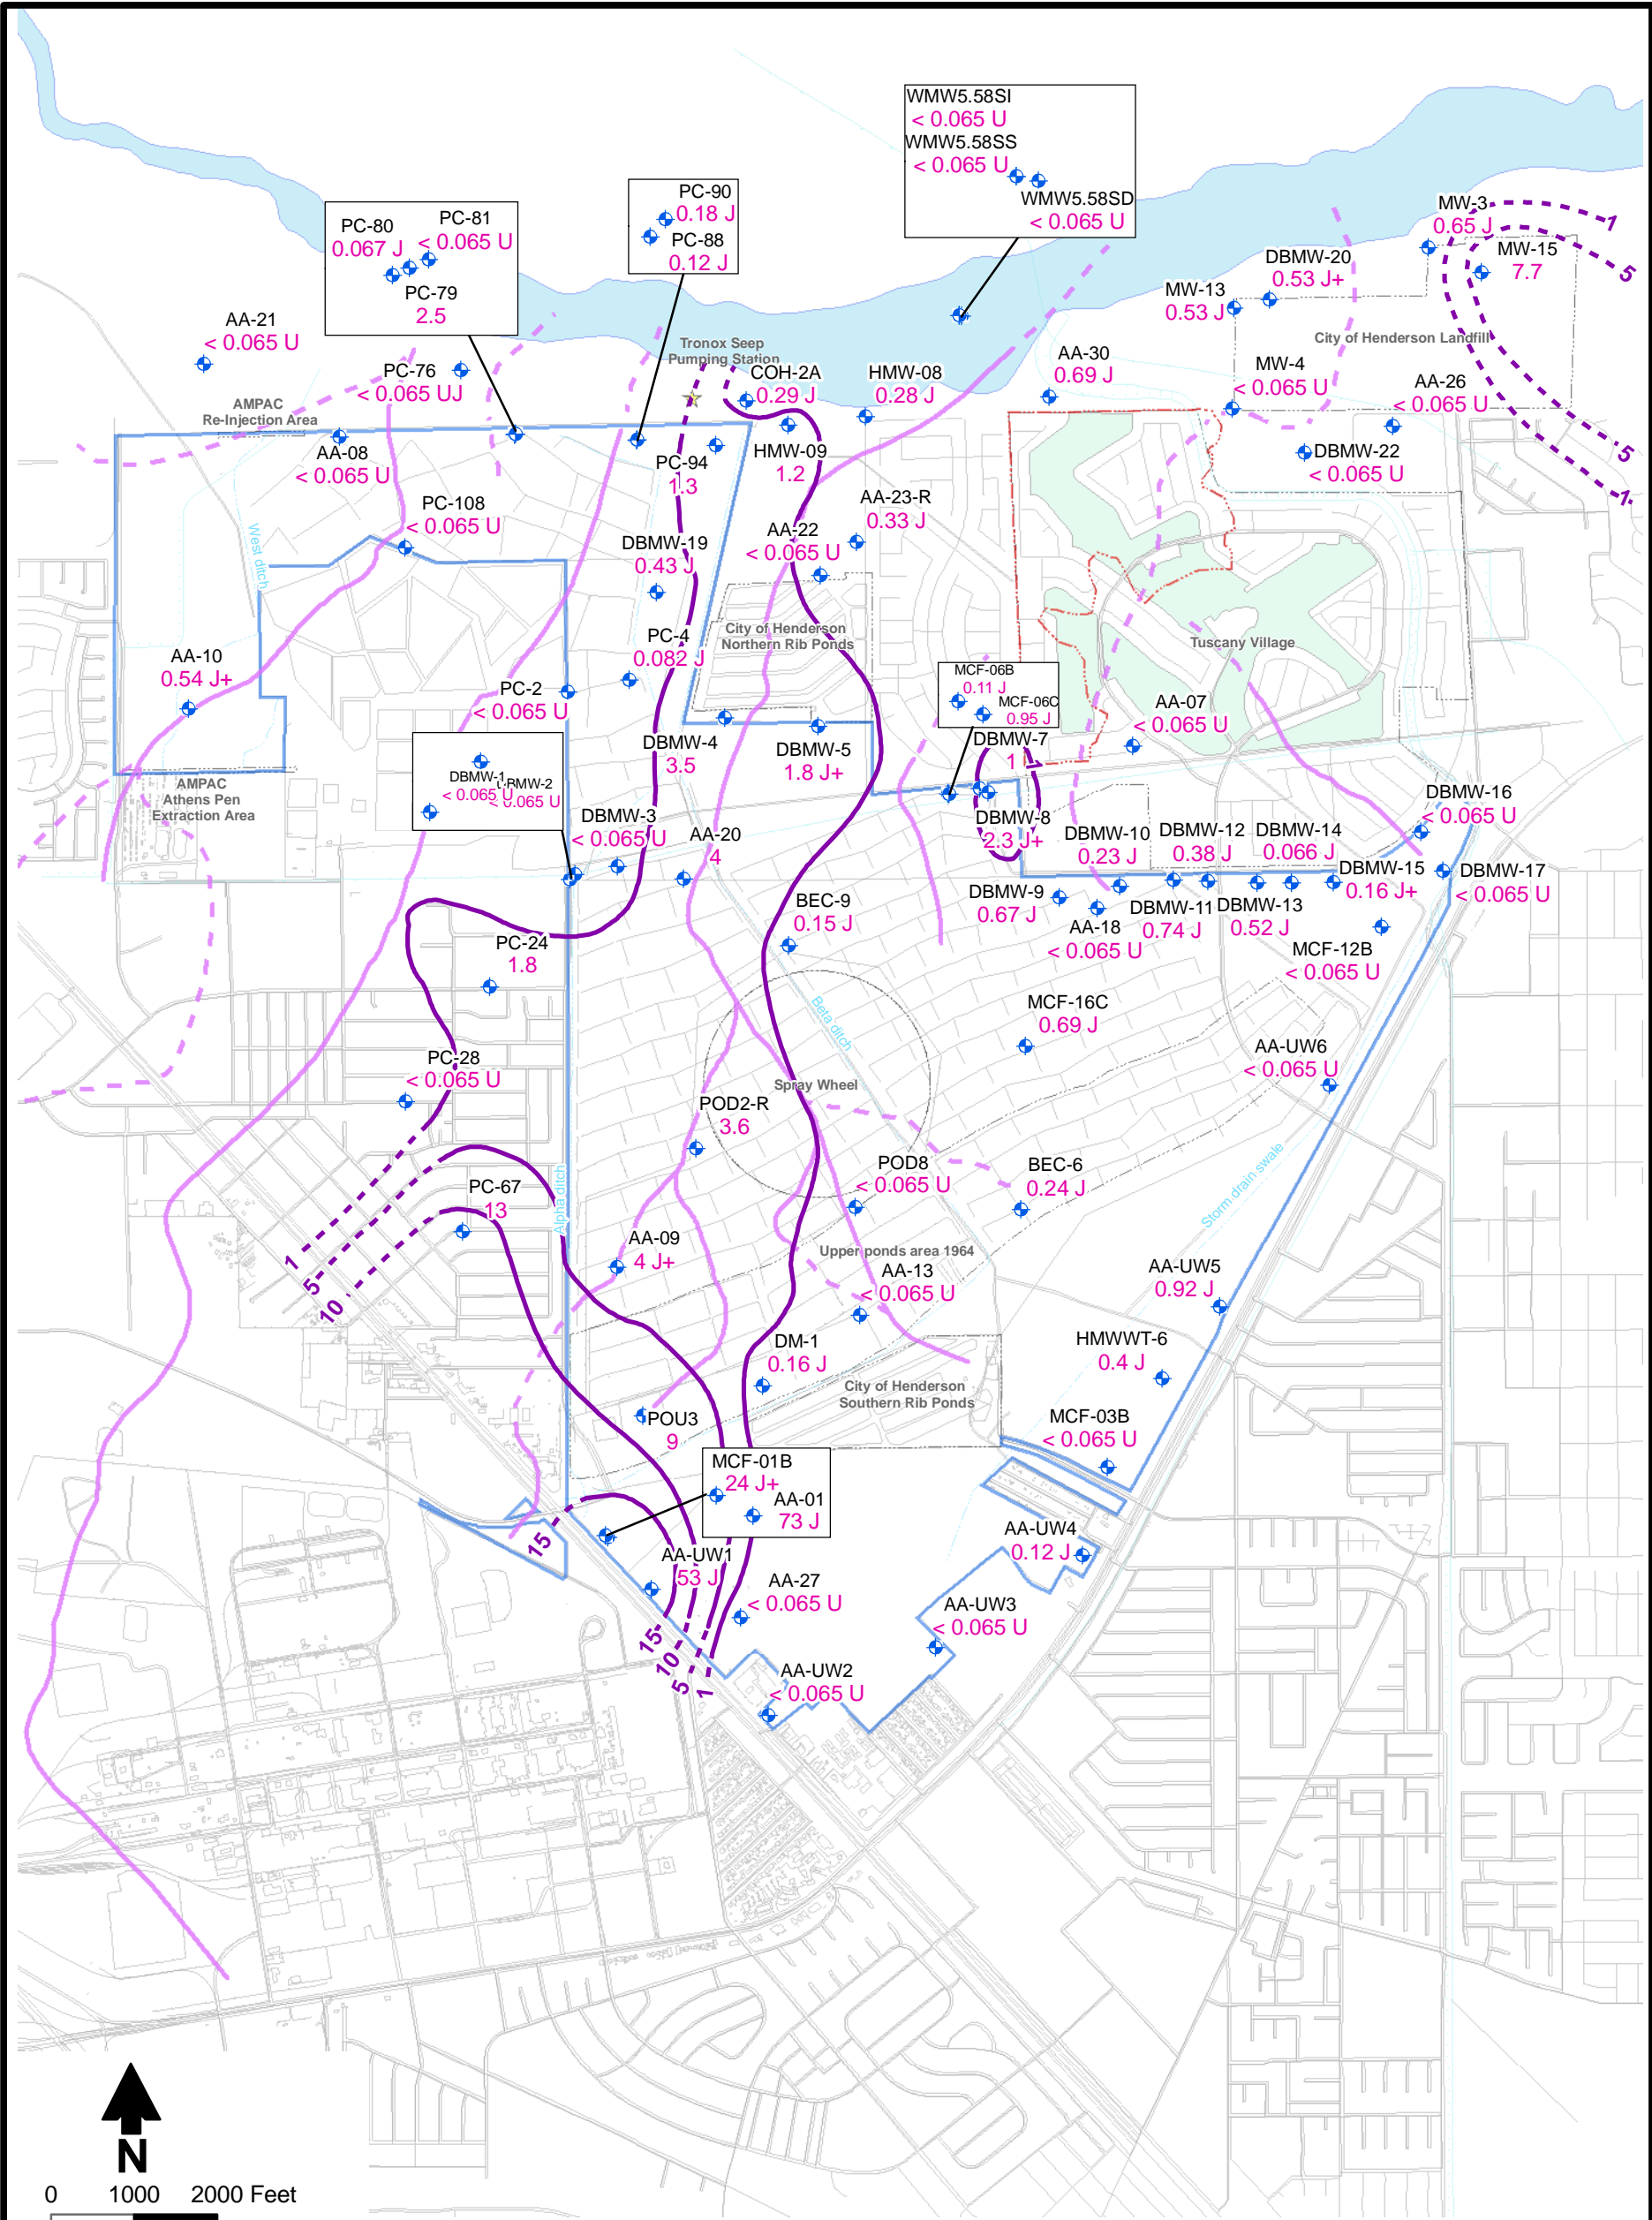 WMW5.58SI
< 0.065 U
WMW5.58SS
< 0.065 U
WMW5.58SD
< 0.065 U
PC-90
0.18 J
PC-88
0.12 J
PC-80
0.067 J
PC-81
< 0.065 U
PC-79
2.5
MW-3
0.65 J
1
MW-15
7.7
5
DBMW-20
0.53 J+
MW-13
0.53 J
City of Henderson Landfill
AA-21
< 0.065 U
Tronox Seep
Pumping Station
PC-76
< 0.065 UJ
COH-2A
0.29 J
HMW-08
0.28 J
AA-30
0.69 J
MW-4
< 0.065 U
AA-26
< 0.065 U
AMPAC
Re-Injection Area
AA-08
< 0.065 U
PC-94
1.3
HMW-09
1.2
DBMW-22
< 0.065 U
5
1
PC-108
< 0.065 U
AA-23-R
0.33 J
AA-22
< 0.065 U
West ditch
DBMW-19
0.43 J
City of Henderson
Northern Rib Ponds
Tuscany Village
PC-4
0.082 J
AA-10
0.54 J+
PC-2
< 0.065 U
MCF-06B
0.11 J
MCF-06C
0.95 J
AA-07
< 0.065 U
DBMW-4
3.5
DBMW-5
1.8 J+
DBMW-7
1
1
DBMW-1
< 0.065 U
RMW-2
< 0.065 U
AMPAC
Athens Pen
Extraction Area
DBMW-3
< 0.065 U
AA-20
4
DBMW-8
2.3 J+
DBMW-10
0.23 J
DBMW-12
0.38 J
DBMW-14
0.066 J
DBMW-16
< 0.065 U
DBMW-15
0.16 J+
DBMW-17
< 0.065 U
DBMW-9
0.67 J
AA-18
< 0.065 U
DBMW-11
0.74 J
DBMW-13
0.52 J
MCF-12B
< 0.065 U
BEC-9
0.15 J
PC-24
1.8
Beta ditch
MCF-16C
0.69 J
PC-28
< 0.065 U
AA-UW6
< 0.065 U
Spray Wheel
POD2-R
3.6
POD8
< 0.065 U
BEC-6
0.24 J
Alpha ditch
Storm drain swale
PC-67
13
1
5
10
AA-09
4 J+
Upper ponds area 1964
AA-13
< 0.065 U
AA-UW5
0.92 J
DM-1
0.16 J
HMWWT-6
0.4 J
City of Henderson
Southern Rib Ponds
POU3
9
MCF-03B
< 0.065 U
MCF-01B
24 J+
AA-01
73 J
15
AA-UW1
53 J
AA-27
< 0.065 U
AA-UW4
0.12 J
AA-UW3
< 0.065 U
15
10
5
1
AA-UW2
< 0.065 U
N
0 1000 2000 Feet